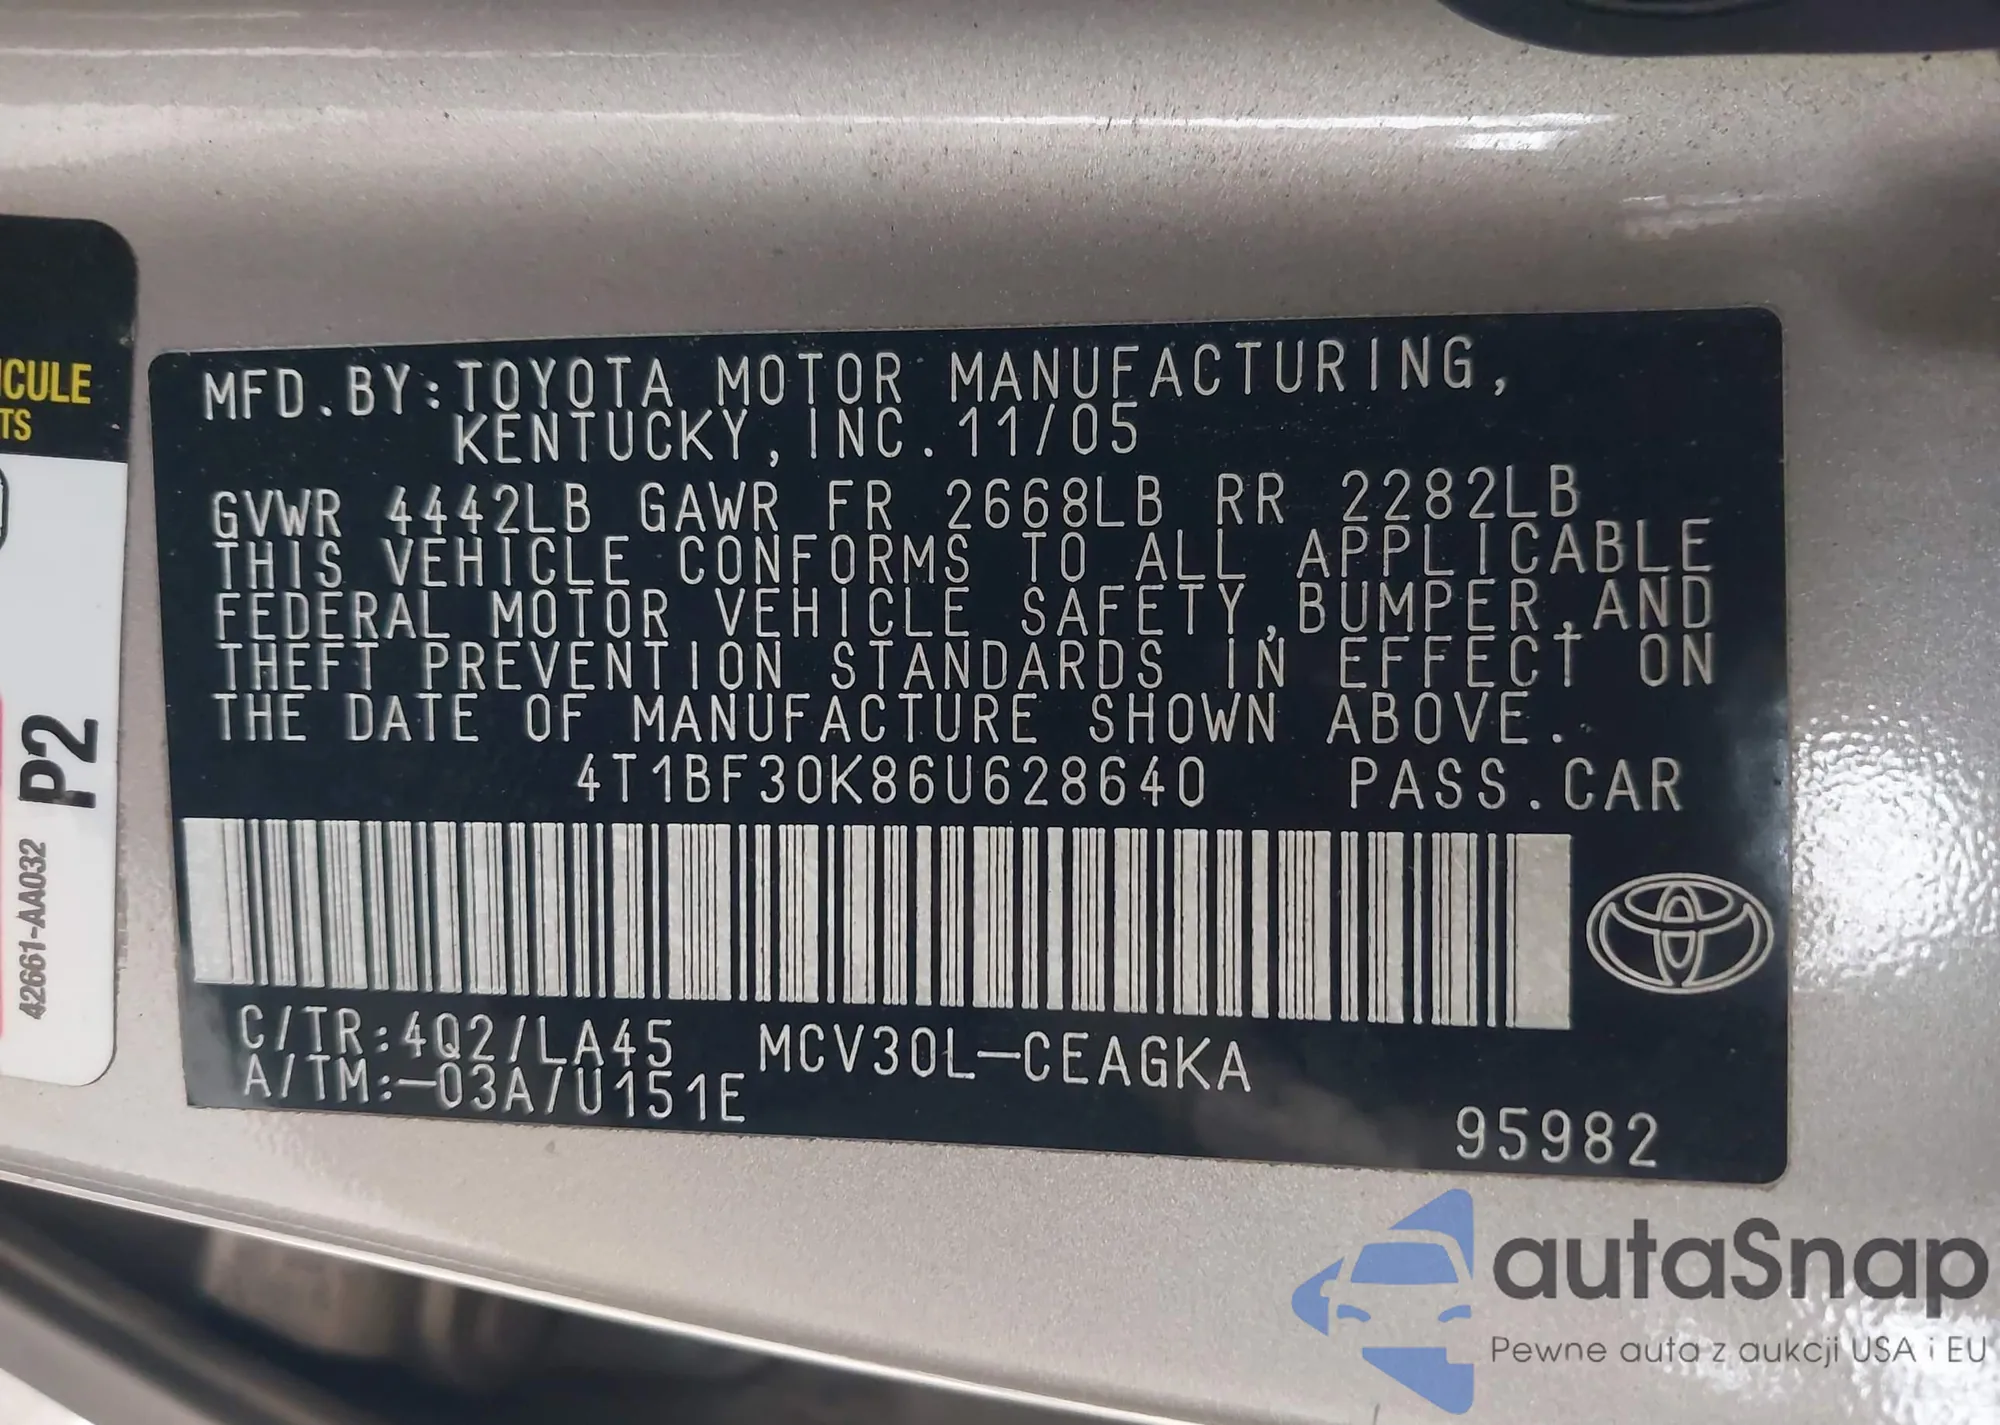 MFD.BY:TOYOTA MOTOR MANUFACTURING,
KENTUCKY,INC.11/05
GVWR 4442LB GAWR FR 2668LB RR 2282LB
THIS VEHICLE CONFORMS TO ALL APPLICABLE
FEDERAL MOTOR VEHICLE SAFETY,BUMPER,AND
THEFT PREVENTION STANDARDS IN EFFECT ON
THE DATE OF MANUFACTURE SHOWN ABOVE.
4T1BF30K86U628640 PASS.CAR
C/TR:4Q2/LA45 MCV30L-CEAGKA
A/TM:-03A/U151E
95982
ICULE
TS
P2
42661-AA032
autaSnap
Pewne auta z aukcji USA i EU